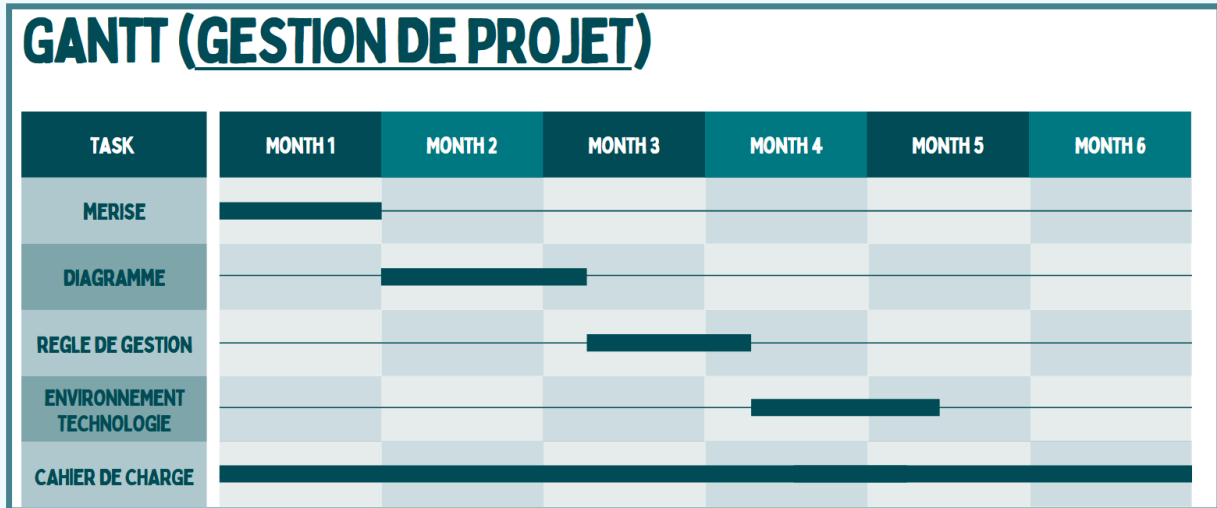 GANTT (GESTION DE PROJET)
TASK MONTH 1 MONTH 2 MONTH 3 MONTH 4 MONTH 5 MONTH 6
MERISE
DIAGRAMME
REGLE DE GESTION
ENVIRONNEMENT
TECHNOLOGIE
CAHIER DE CHARGE